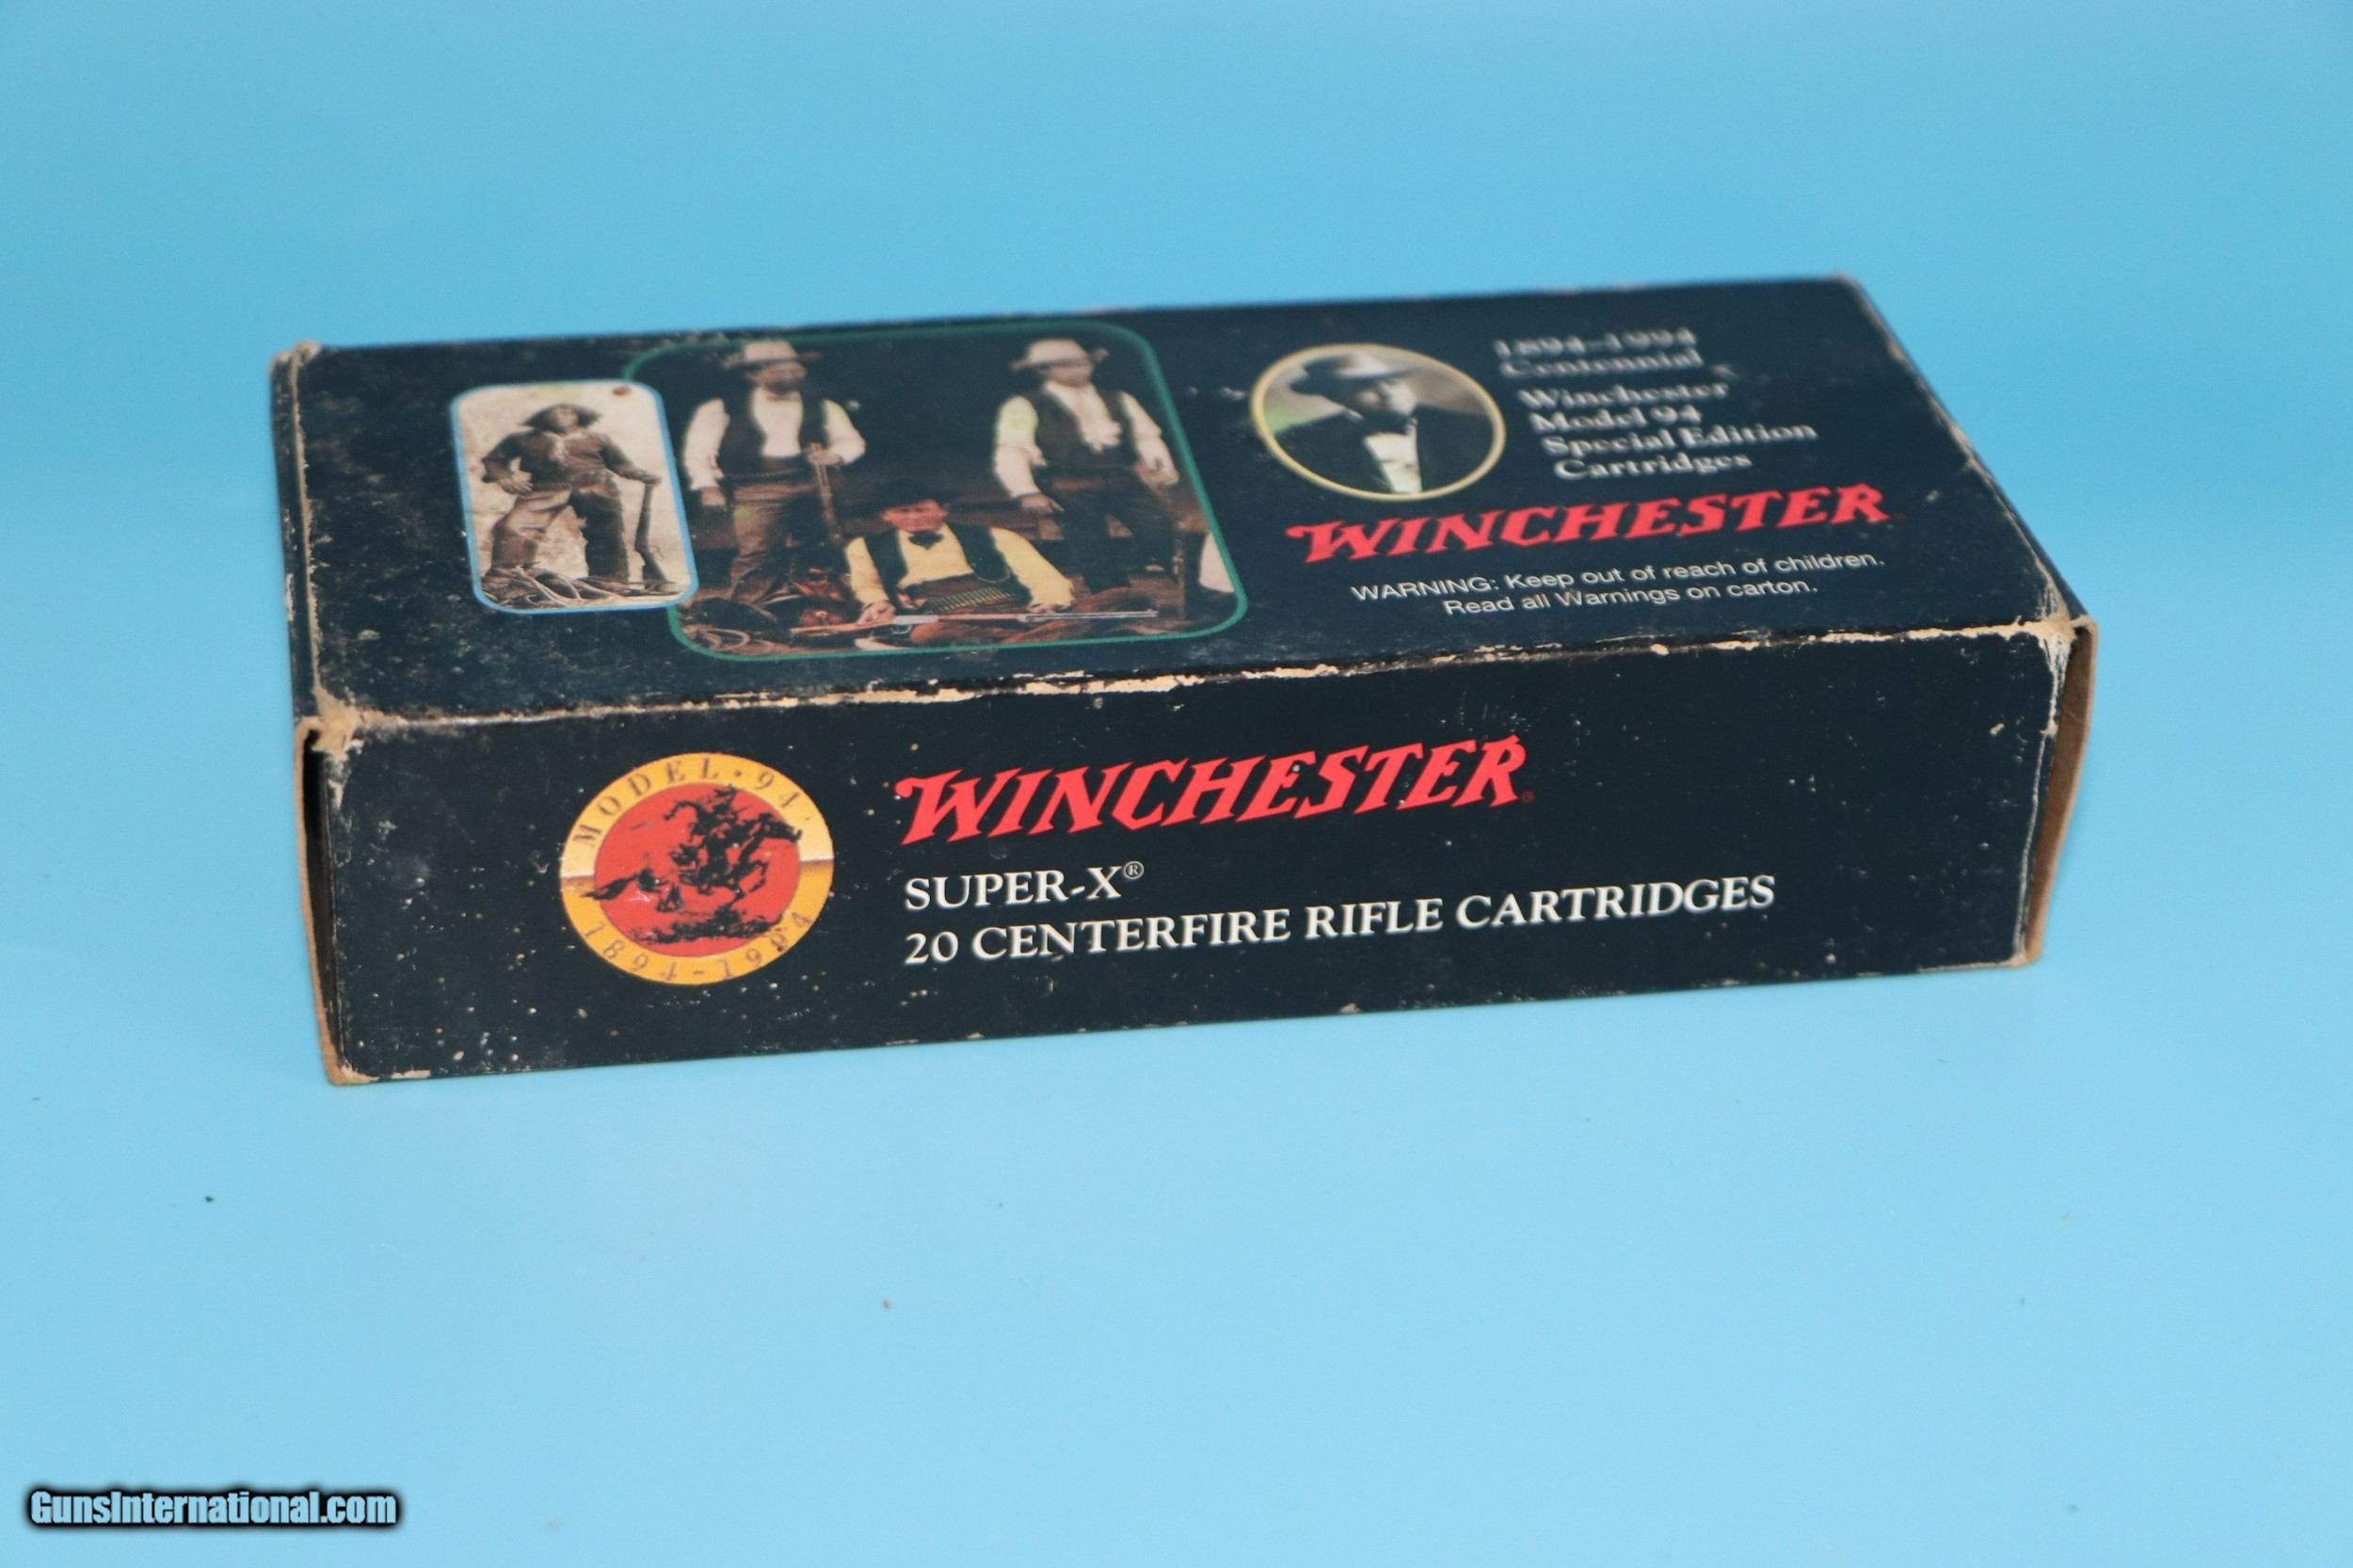 1894-1994
Centennial
Winchester
Model 94
Special Edition
Cartridges
WINCHESTER
WARNING: Keep out of reach of children.
Read all Warnings on carton.
MODEL • 94
1894-1994
WINCHESTER®
SUPER-X®
20 CENTERFIRE RIFLE CARTRIDGES
GunsInternational.com